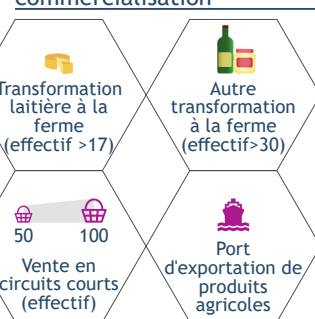 commercialisation
Transformation
laitière à la
ferme
(effectif >17)
Autre
transformation
à la ferme
(effectif>30)
50 100
Vente en
circuits courts
(effectif)
Port
d'exportation de
produits
agricoles